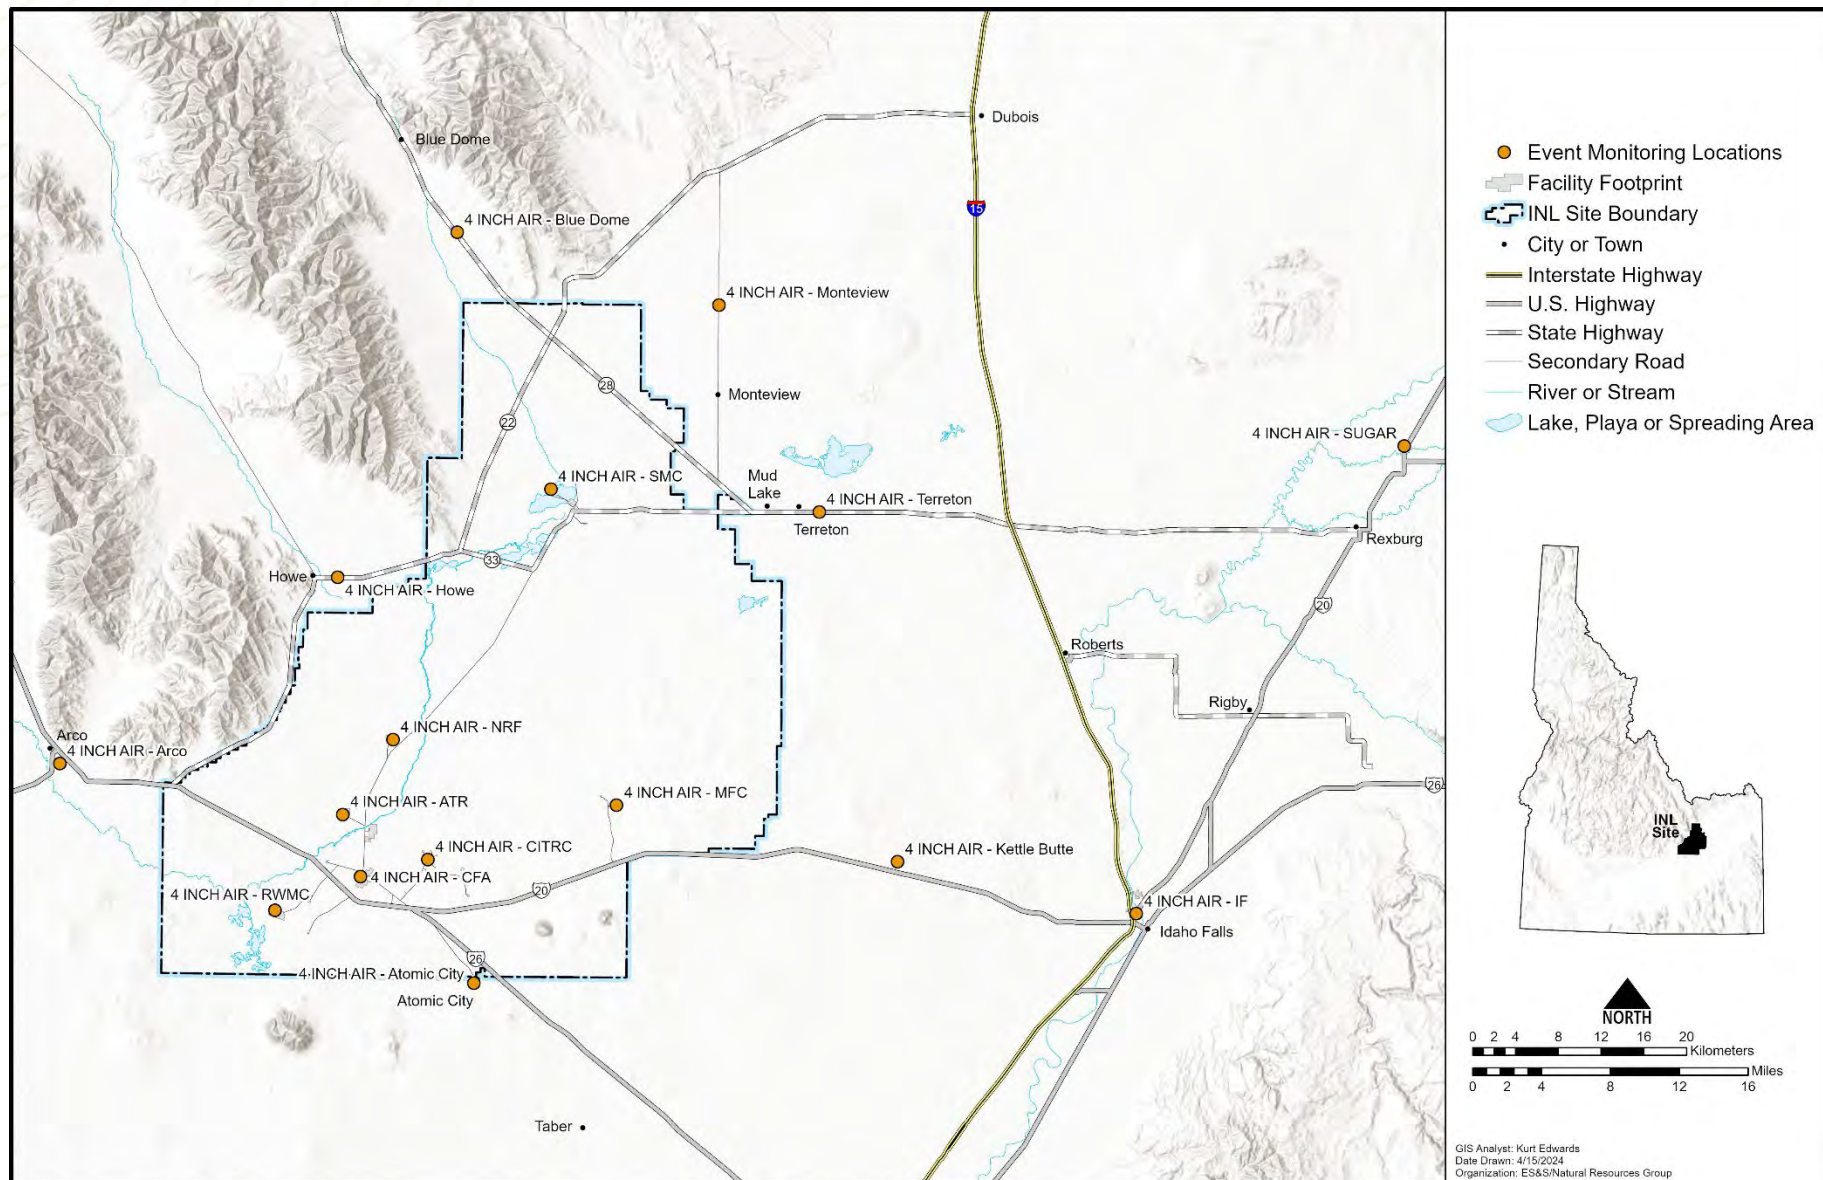 Dubois
Blue Dome
15
4 INCH AIR - Blue Dome
4 INCH AIR - Monteview
28
Monteview
22
4 INCH AIR - SUGAR
4 INCH AIR - SMC
Mud
Lake
4 INCH AIR - Terreton
Terreton
Rexburg
33
Howe
4 INCH AIR - Howe
20
Roberts
Rigby
4 INCH AIR - NRF
Arco
4 INCH AIR - Arco
26
4 INCH AIR - MFC
4 INCH AIR - ATR
4 INCH AIR - CITRC
4 INCH AIR - Kettle Butte
4 INCH AIR - CFA
20
4 INCH AIR - RWMC
4 INCH AIR - IF
Idaho Falls
26
4 INCH AIR - Atomic City
Atomic City
Taber
Event Monitoring Locations
Facility Footprint
INL Site Boundary
City or Town
Interstate Highway
U.S. Highway
State Highway
Secondary Road
River or Stream
Lake, Playa or Spreading Area
INL
Site
NORTH
0 2 4 8 12 16 20
Kilometers
Miles
0 2 4 8 12 16
GIS Analyst: Kurt Edwards
Date Drawn: 4/15/2024
Organization: ES&S/Natural Resources Group